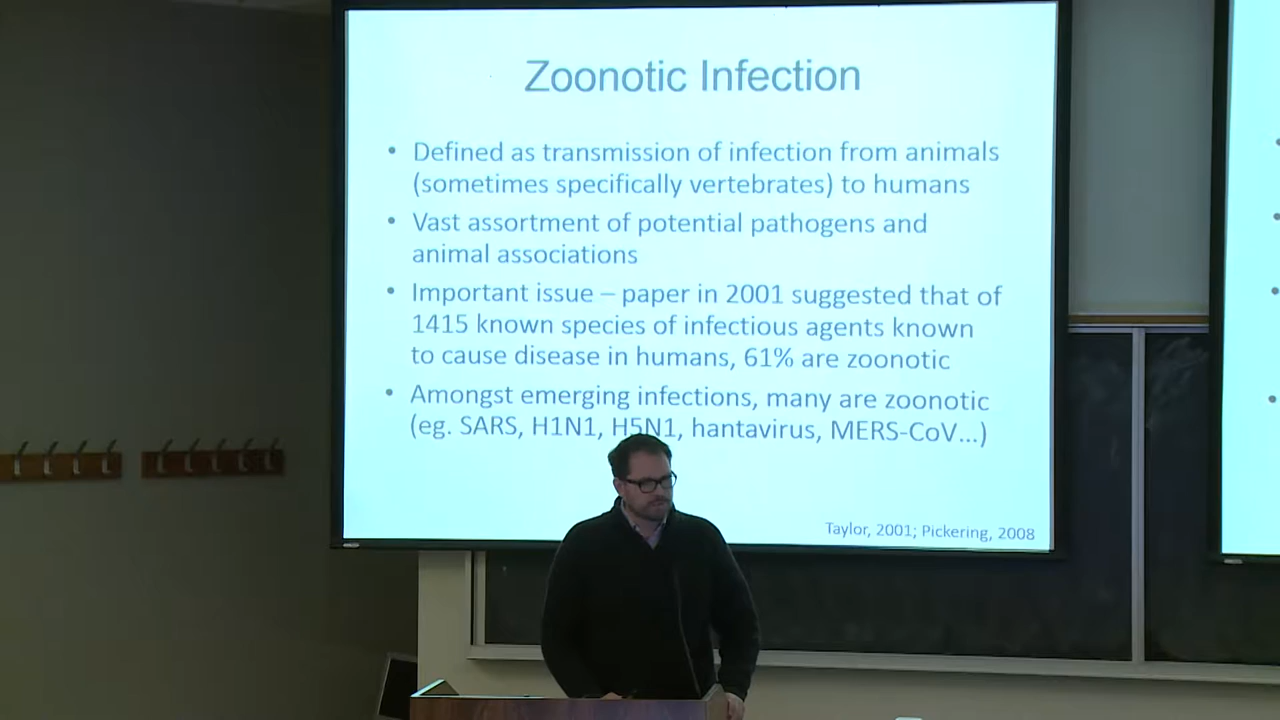 Zoonotic Infection
• Defined as transmission of infection from animals
(sometimes specifically vertebrates) to humans
• Vast assortment of potential pathogens and
animal associations
• Important issue – paper in 2001 suggested that of
1415 known species of infectious agents known
to cause disease in humans, 61% are zoonotic
• Amongst emerging infections, many are zoonotic
(eg. SARS, H1N1, H5N1, hantavirus, MERS-CoV...)
Taylor, 2001; Pickering, 2008